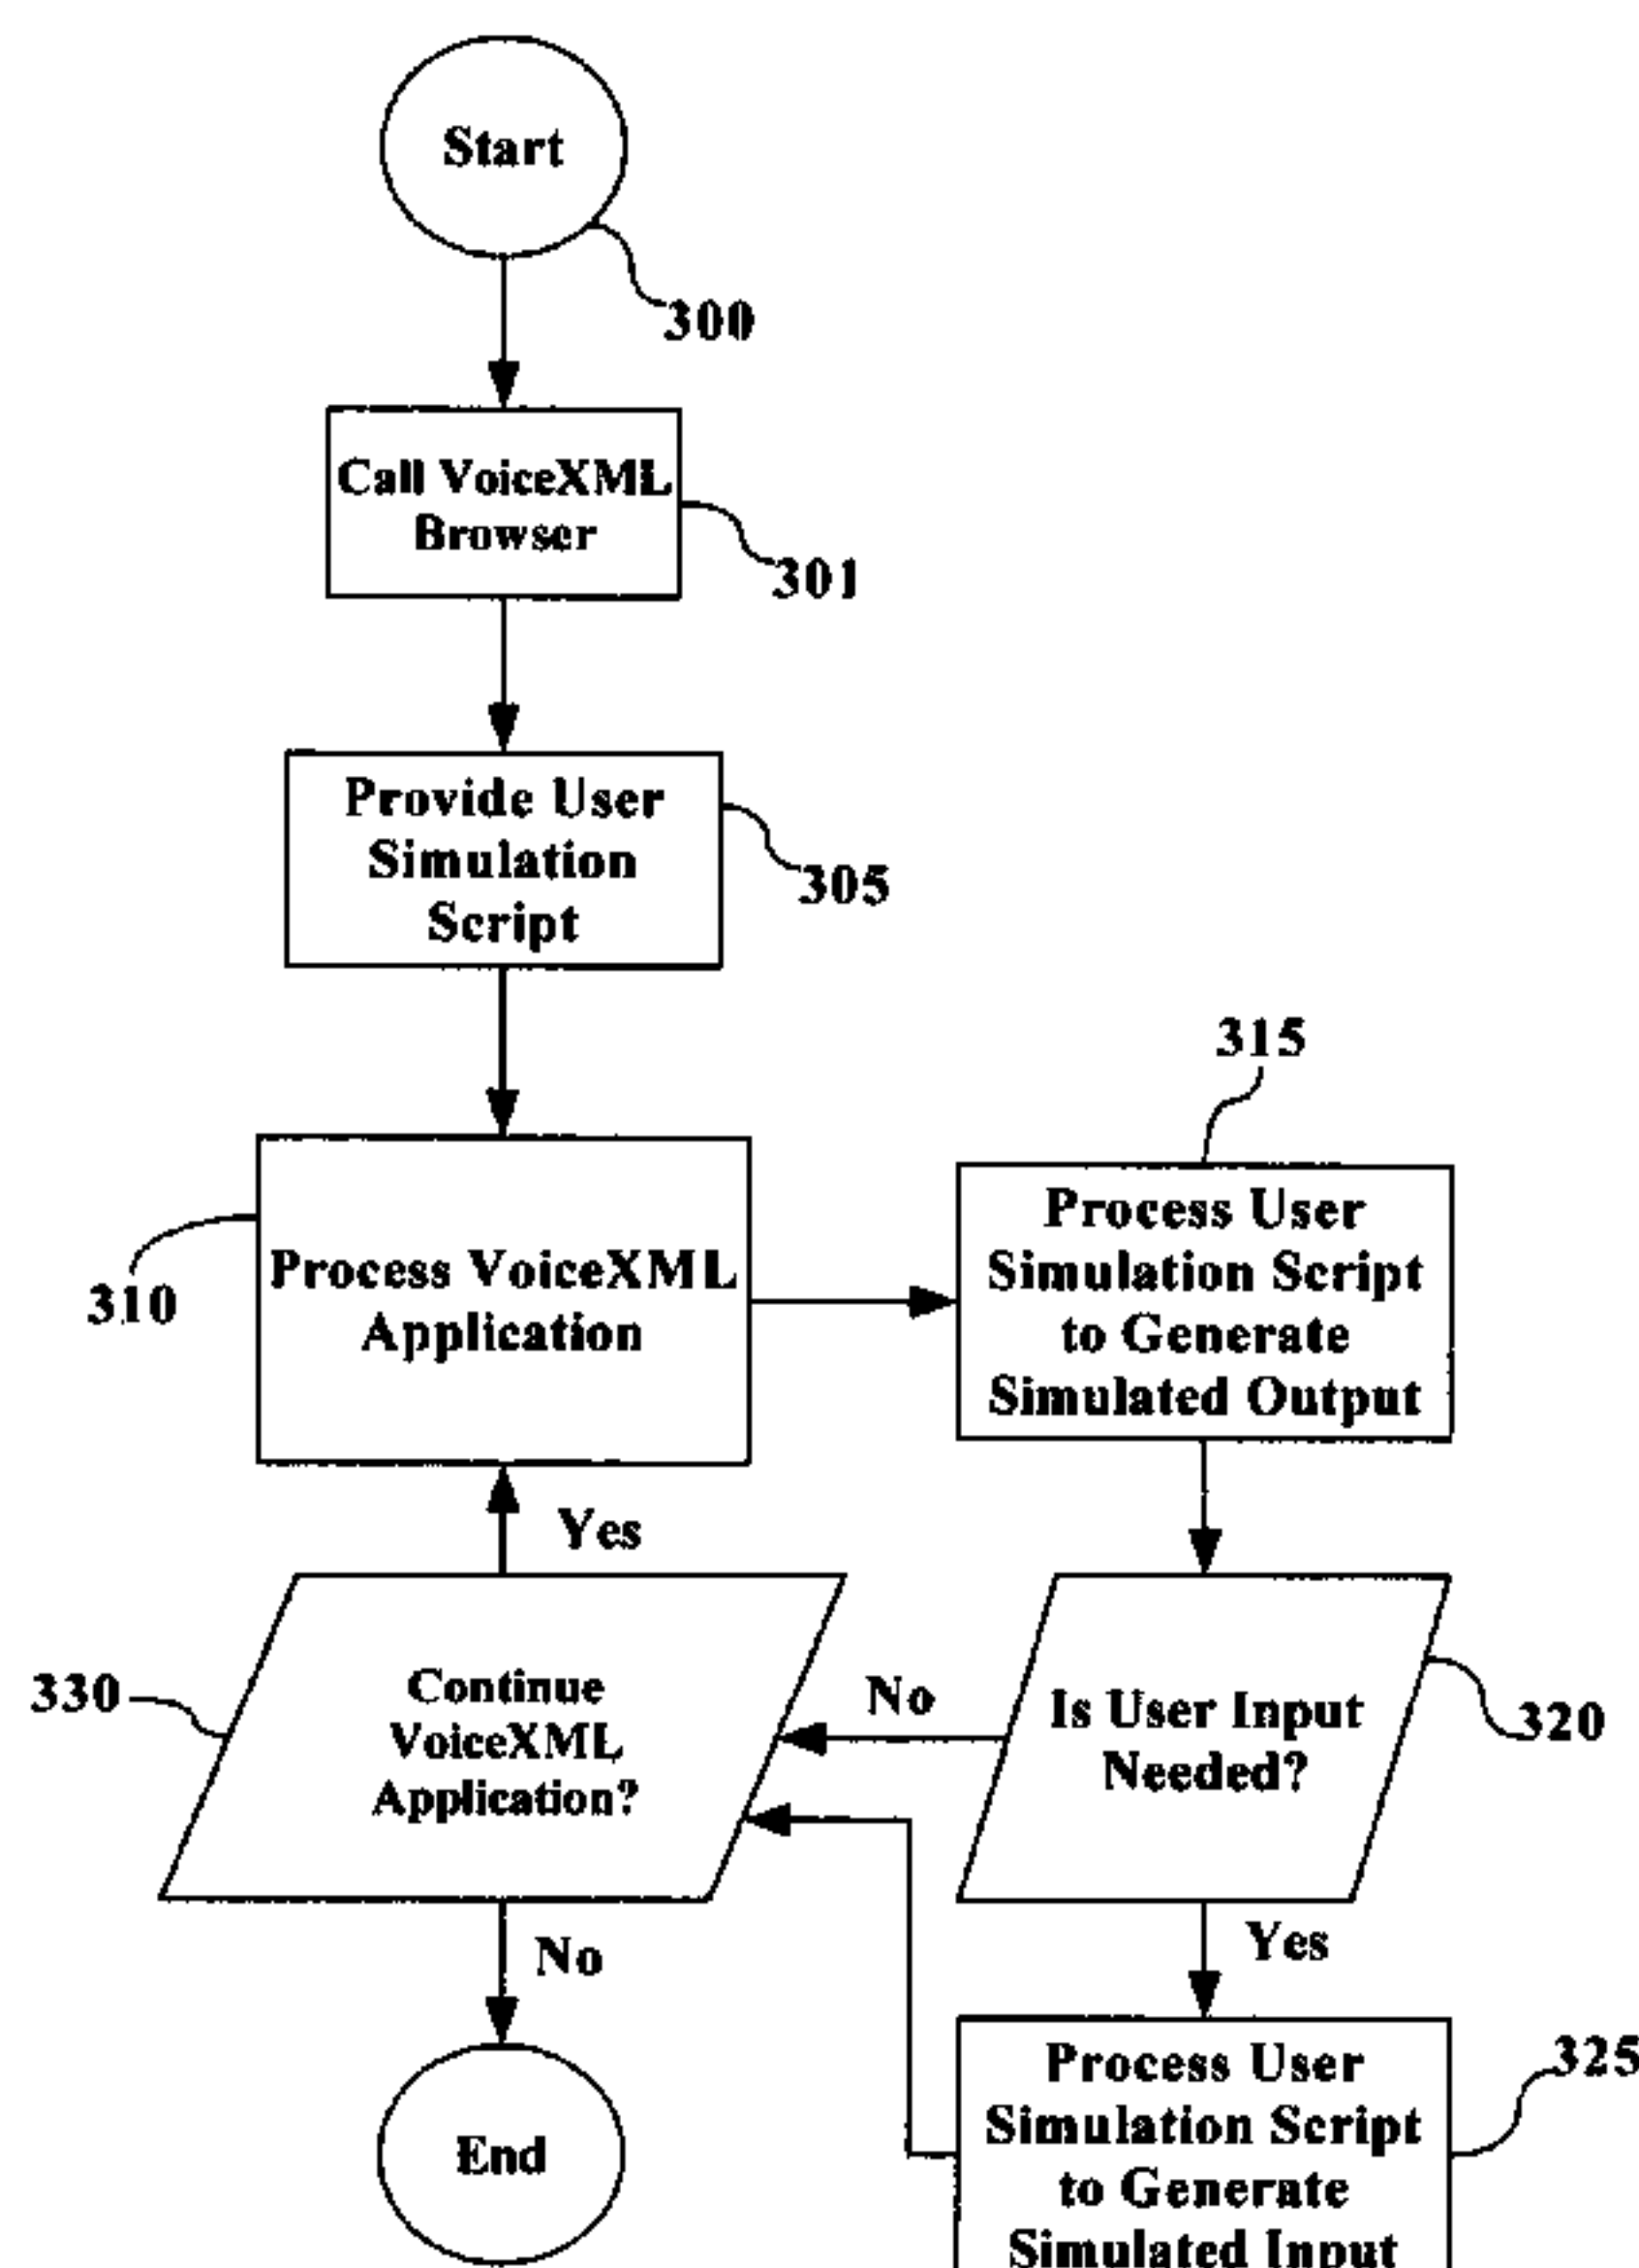 Start
300
Call VoiceXML
Browser
301
Provide User
Simulation
Script
305
315
Process VoiceXML
Application
310
Process User
Simulation Script
to Generate
Simulated Output
Yes
330
Continue
VoiceXML
Application?
No
Is User Input
Needed?
320
No
Yes
End
Process User
Simulation Script
to Generate
Simulated Input
325